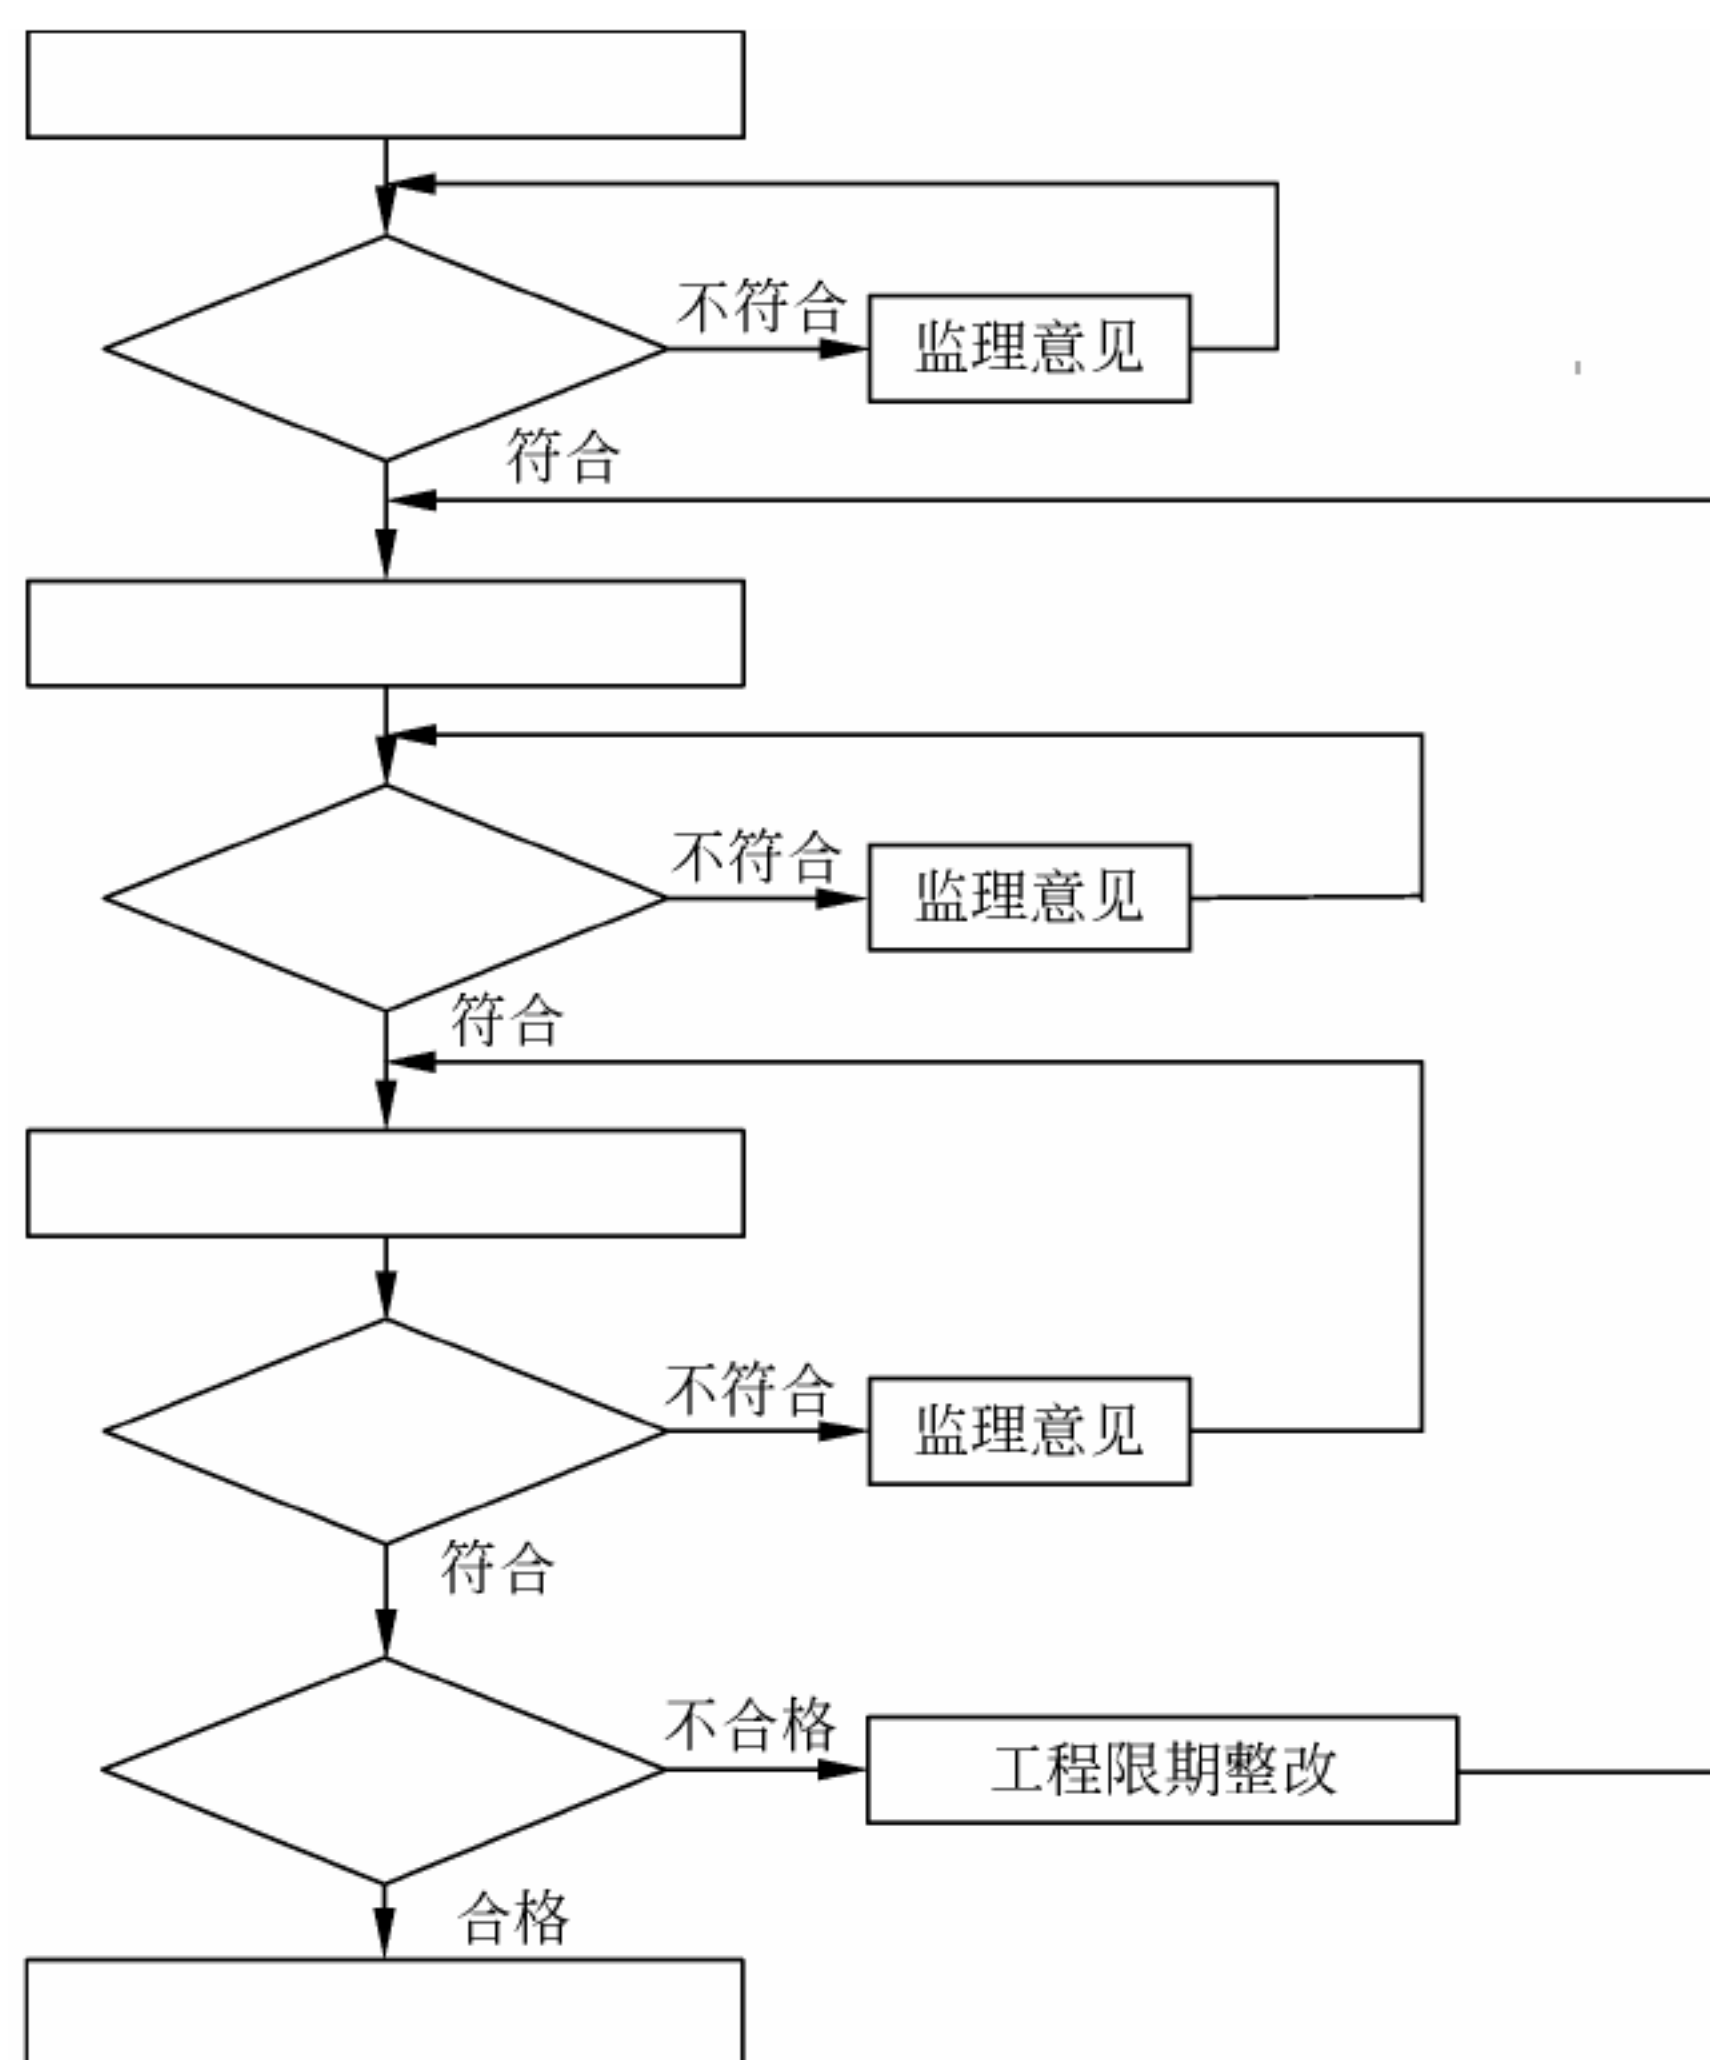 不符合
监理意见
符合
不符合
监理意见
符合
不符合
监理意见
符合
不合格
工程限期整改
合格